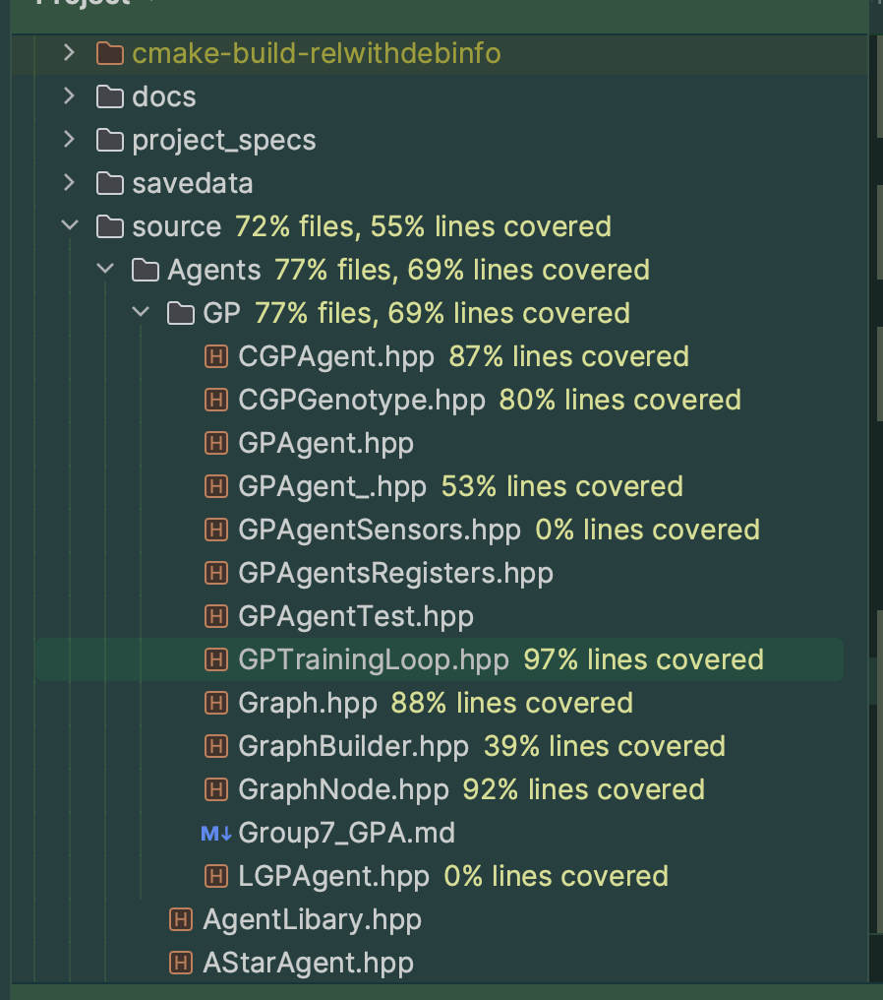 Project
cmake-build-relwithdebinfo
docs
project_specs
savedata
source 72% files, 55% lines covered
Agents 77% files, 69% lines covered
GP 77% files, 69% lines covered
H CGPAgent.hpp 87% lines covered
H CGPGenotype.hpp 80% lines covered
H GPAgent.hpp
H GPAgent_.hpp 53% lines covered
H GPAgentSensors.hpp 0% lines covered
H GPAgentsRegisters.hpp
H GPAgentTest.hpp
H GPTrainingLoop.hpp 97% lines covered
H Graph.hpp 88% lines covered
H GraphBuilder.hpp 39% lines covered
H GraphNode.hpp 92% lines covered
M↓ Group7_GPA.md
H LGPAgent.hpp 0% lines covered
H AgentLibary.hpp
H AStarAgent.hpp